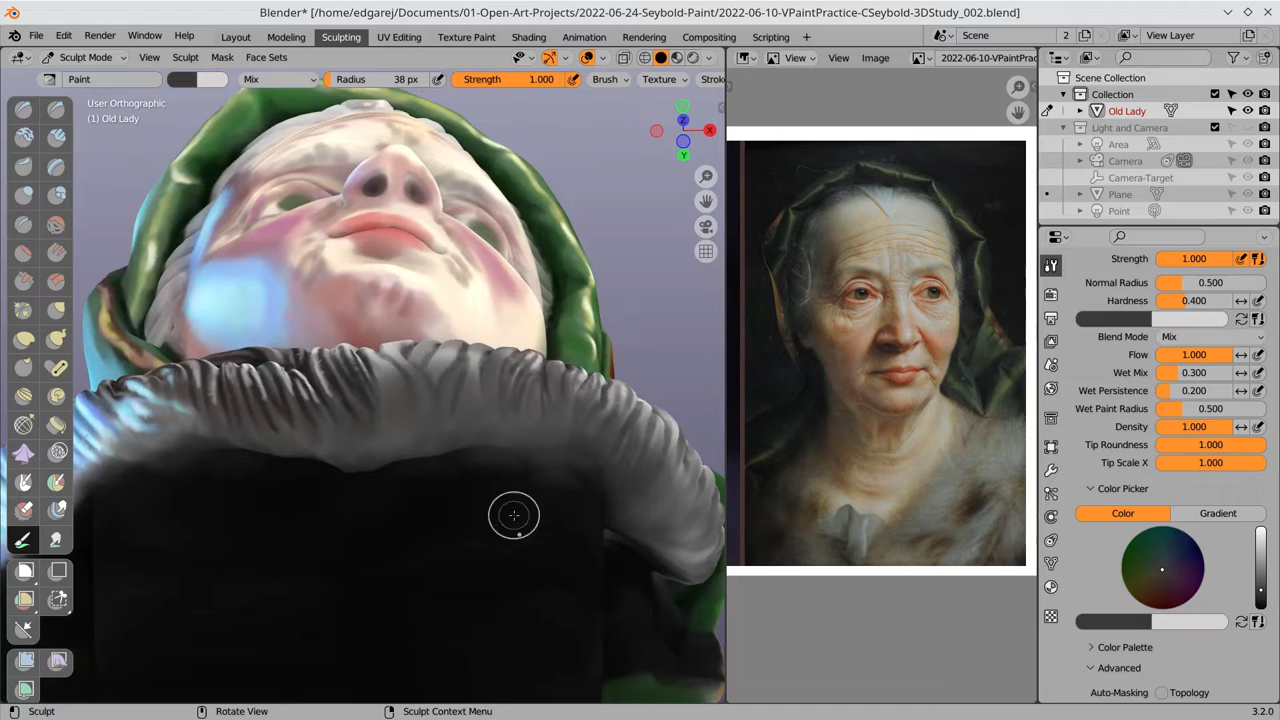 Blender* [/home/edgarej/Documents/01-Open-Art-Projects/2022-06-24-Seybold-Paint/2022-06-10-VPaintPractice-CSeybold-3DStudy_002.blend]
File Edit Render Window Help Layout Modeling Sculpting UV Editing Texture Paint Shading Animation Rendering Compositing Scripting Scene 2 View Layer
Sculpt Mode View Sculpt Mask Face Sets View View Image 2022-06-10-VPaintPrac
Paint Mix Radius 38 px Strength 1.000 Brush Texture Strok
User Orthographic
(1) Old Lady
X
Z
Y
Scene Collection
Collection
Old Lady
Light and Camera
Area
Camera
Camera-Target
Plane
Point
Strength 1.000
Normal Radius 0.500
Hardness 0.400
Blend Mode Mix
Flow 1.000
Wet Mix 0.300
Wet Persistence 0.200
Wet Paint Radius 0.500
Density 1.000
Tip Roundness 1.000
Tip Scale X 1.000
Color Picker
Color Gradient
Color Palette
Advanced
Auto-Masking Topology
Sculpt Rotate View Sculpt Context Menu 3.2.0